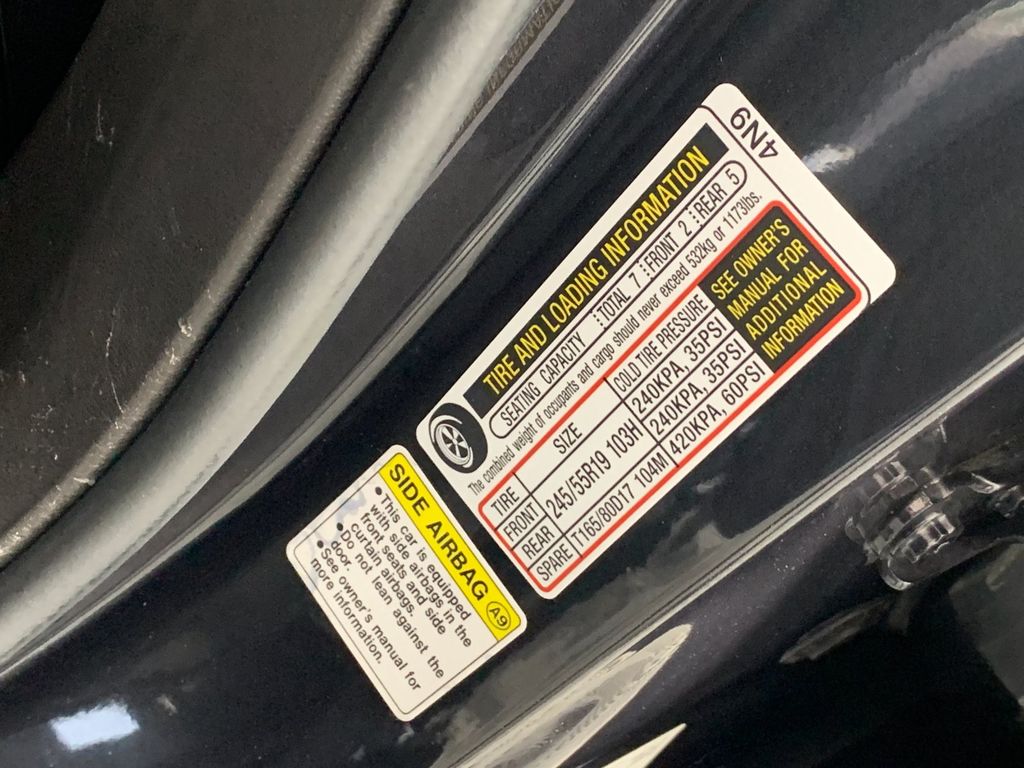 4N9
TIRE AND LOADING INFORMATION
SEATING CAPACITY TOTAL 7 FRONT 2 REAR 5
The combined weight of occupants and cargo should never exceed 532kg or 1173lbs.
TIRE SIZE COLD TIRE PRESSURE
FRONT 245/55R19 103H 240KPA, 35PSI
REAR 240KPA, 35PSI
SPARE T165/80D17 104M 420KPA, 60PSI
SEE OWNER'S
MANUAL FOR
ADDITIONAL
INFORMATION
SIDE AIRBAG A9
•This car is equipped
with side airbags in the
front seats and side
curtain airbags.
•Do not lean against the
door.
•See owner's manual for
more information.